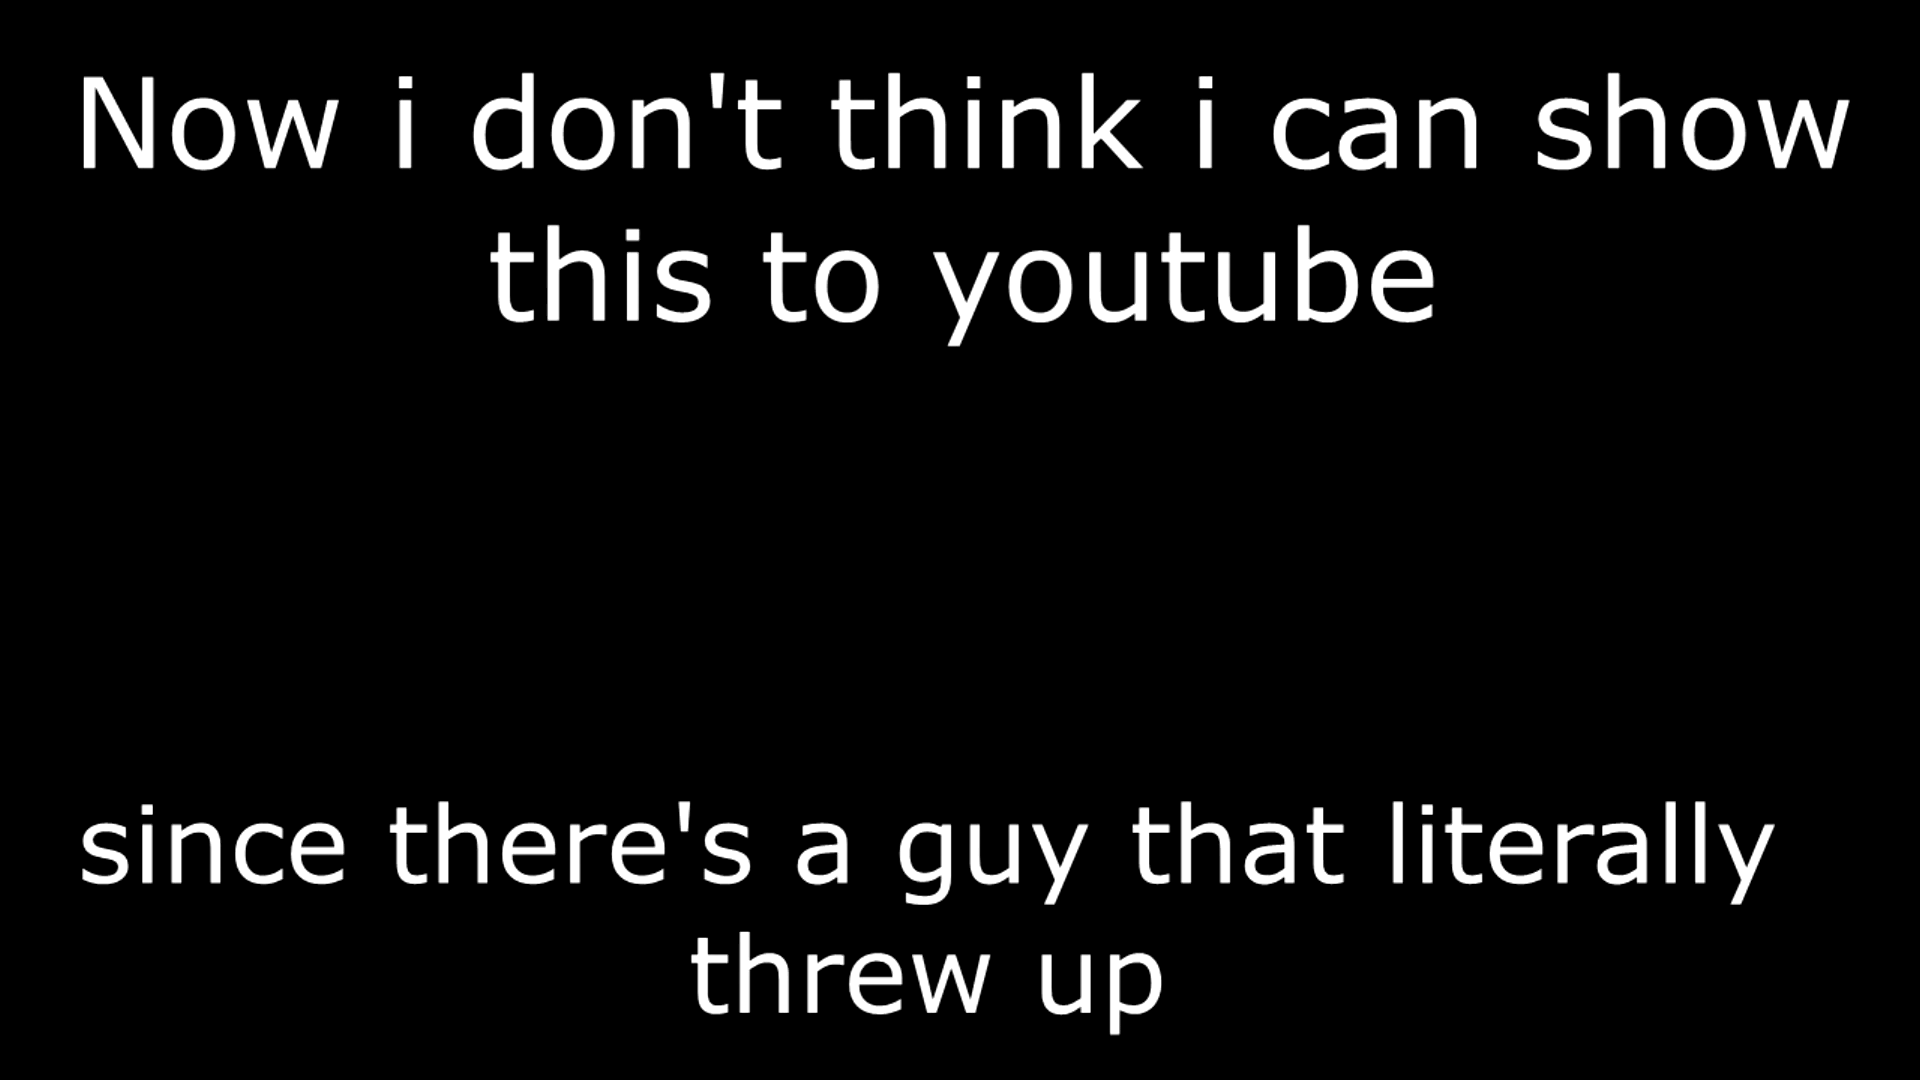 Now i don't think i can show
this to youtube
since there's a guy that literally
threw up